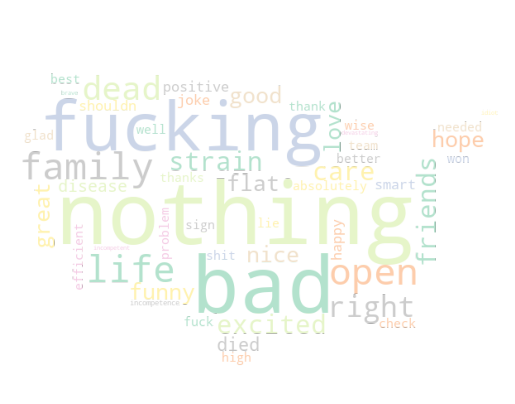 best
brave
dead
positive
shouldn
joke
good
thank
love
fucking
glad
well
wise
needed
team
hope
family
strain
better
won
disease
thanks
flat
absolutely
care
smart
friends
great
nothing
sign
lie
problem
happy
efficient
incompetent
life
shit
nice
open
bad
funny
incompetence
right
fuck
excited
check
died
high